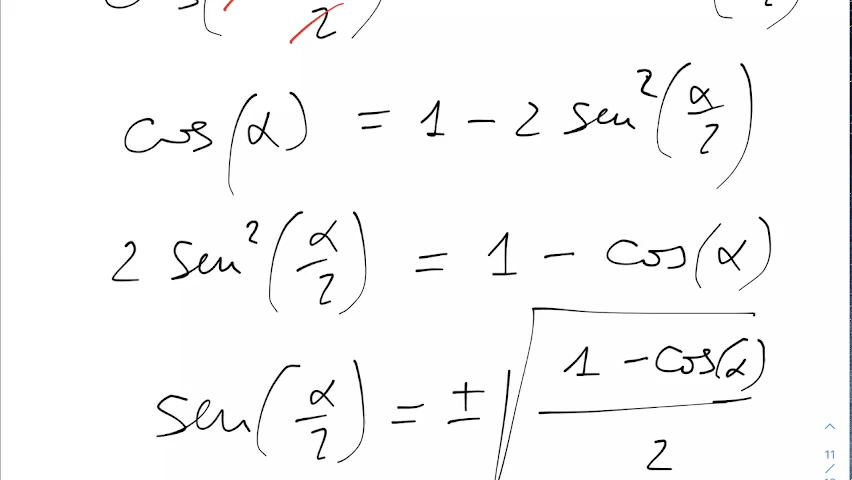 cos(α) = 1 - 2 sen²(α/2)
2 sen²(α/2) = 1 - cos(α)
sen(α/2) = ±√((1 - cos(α))/2)
11
/